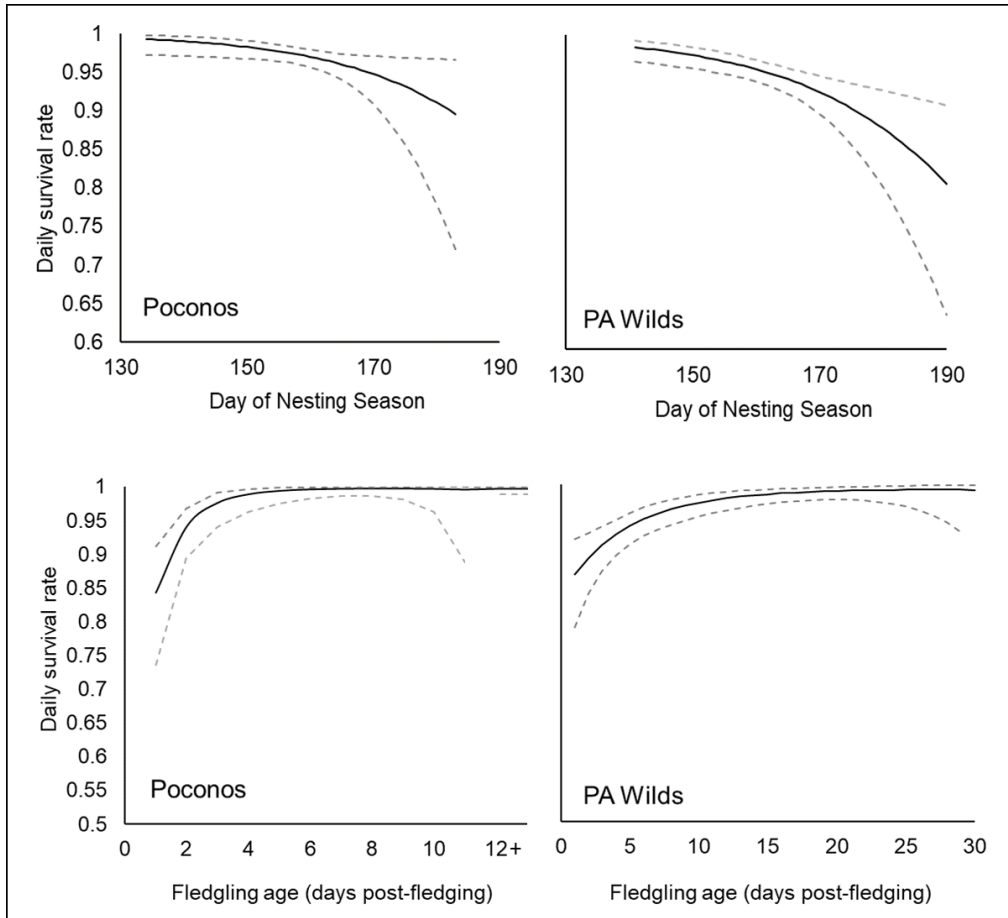 1
0.95
0.9
0.85
0.8
0.75
0.7
0.65
0.6
Daily survival rate
Poconos
130 150 170 190
Day of Nesting Season
PA Wilds
130 150 170 190
Day of Nesting Season
1
0.95
0.9
0.85
0.8
0.75
0.7
0.65
0.6
0.55
0.5
Daily survival rate
Poconos
0 2 4 6 8 10 12+
Fledgling age (days post-fledging)
PA Wilds
0 5 10 15 20 25 30
Fledgling age (days post-fledging)